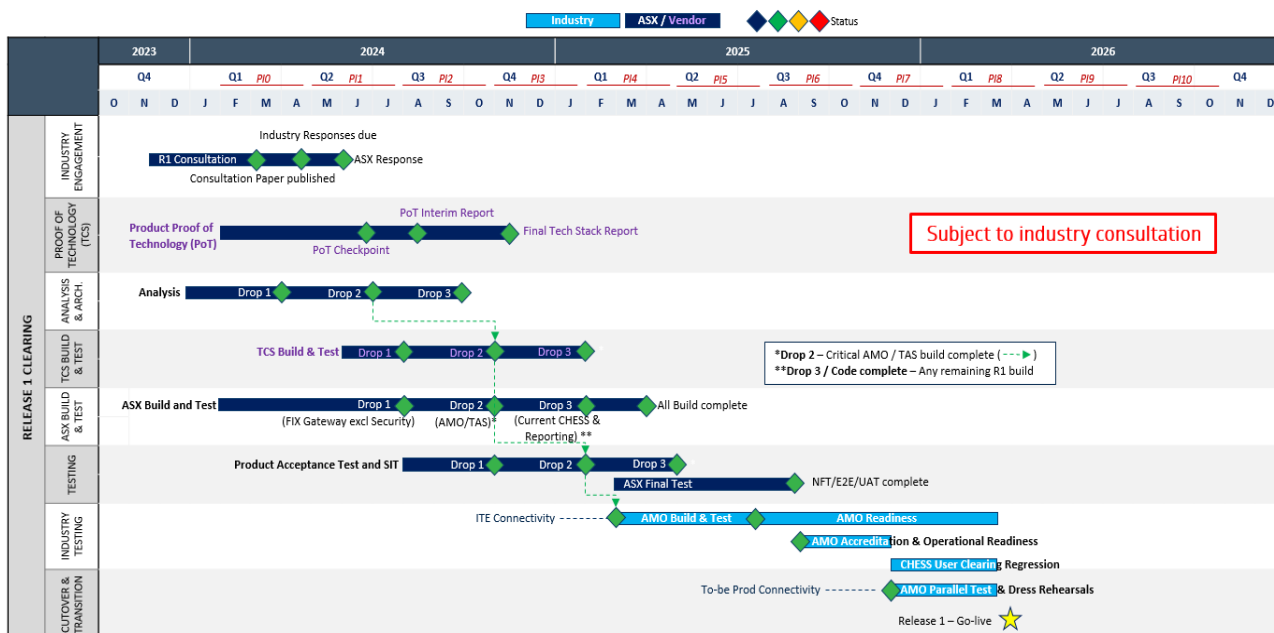 Industry
ASX / Vendor
Status
2023
2024
2025
2026
Q4
Q1 PI0
Q2 PI1
Q3 PI2
Q4 PI3
Q1 PI4
Q2 PI5
Q3 PI6
Q4 PI7
Q1 PI8
Q2 PI9
Q3 PI10
Q4
O N D J F M A M J J A S O N D J F M A M J J A S O N D J F M A M J J A S O N D
RELEASE 1 CLEARING
INDUSTRY
ENGAGEMENT
Industry Responses due
R1 Consultation
ASX Response
Consultation Paper published
PROOF OF
TECHNOLOGY
(TCS)
Product Proof of
Technology (PoT)
PoT Interim Report
PoT Checkpoint
Final Tech Stack Report
Subject to industry consultation
ANALYSIS
& ARCH.
Analysis
Drop 1
Drop 2
Drop 3
TCS BUILD
& TEST
TCS Build & Test
Drop 1
Drop 2
Drop 3
*Drop 2 – Critical AMO / TAS build complete ( )
**Drop 3 / Code complete – Any remaining R1 build
ASX BUILD
& TEST
ASX Build and Test
Drop 1
Drop 2
Drop 3
All Build complete
(FIX Gateway excl Security)
(AMO/TAS)*
(Current CHESS &
Reporting) **
TESTING
Product Acceptance Test and SIT
Drop 1
Drop 2
Drop 3
ASX Final Test
NFT/E2E/UAT complete
INDUSTRY
TESTING
ITE Connectivity
AMO Build & Test
AMO Readiness
AMO Accreditation & Operational Readiness
CHESS User Clearing Regression
CUTOVER &
TRANSITION
To-be Prod Connectivity
AMO Parallel Test & Dress Rehearsals
Release 1 – Go-live